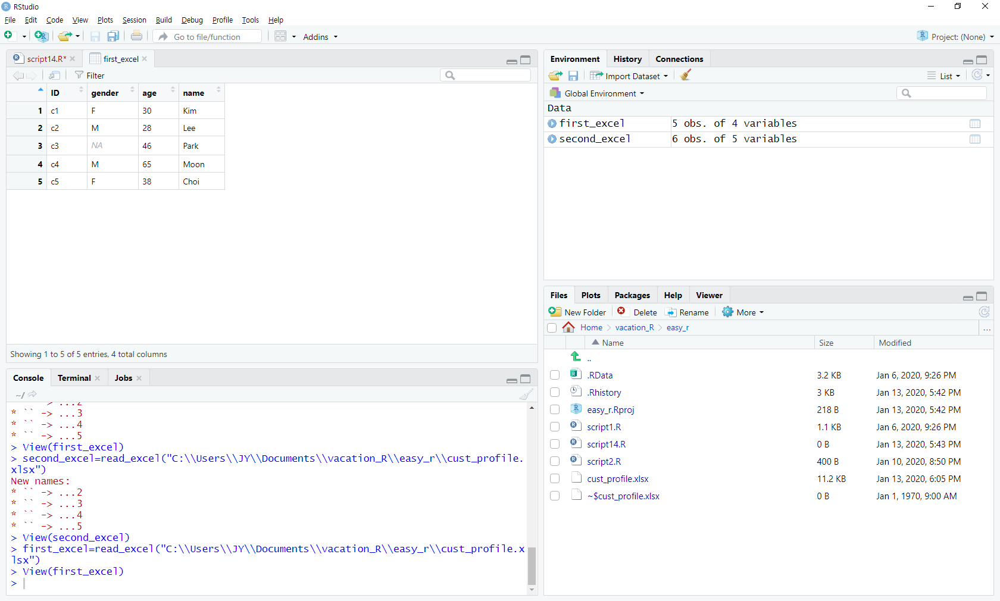 RStudio
File Edit Code View Plots Session Build Debug Profile Tools Help
Go to file/function Addins Project: (None)
script14.R* first_excel
Filter
ID gender age name
1 c1 F 30 Kim
2 c2 M 28 Lee
3 c3 NA 46 Park
4 c4 M 65 Moon
5 c5 F 38 Choi
Showing 1 to 5 of 5 entries, 4 total columns
Console Terminal Jobs
~/
* `` -> ...2
* `` -> ...3
* `` -> ...4
* `` -> ...5
> View(first_excel)
> second_excel=read_excel("C:\\Users\\JY\\Documents\\vacation_R\\easy_r\\cust_profile.
xlsx")
New names:
* `` -> ...2
* `` -> ...3
* `` -> ...4
* `` -> ...5
> View(second_excel)
> first_excel=read_excel("C:\\Users\\JY\\Documents\\vacation_R\\easy_r\\cust_profile.x
lsx")
> View(first_excel)
>
Environment History Connections
Import Dataset List
Global Environment
Data
first_excel 5 obs. of 4 variables
second_excel 6 obs. of 5 variables
Files Plots Packages Help Viewer
New Folder Delete Rename More
Home vacation_R easy_r ...
Name Size Modified
..
.RData 3.2 KB Jan 6, 2020, 9:26 PM
.Rhistory 3 KB Jan 13, 2020, 5:42 PM
easy_r.Rproj 218 B Jan 13, 2020, 5:42 PM
script1.R 1.1 KB Jan 6, 2020, 9:26 PM
script14.R 0 B Jan 13, 2020, 5:43 PM
script2.R 400 B Jan 10, 2020, 8:50 PM
cust_profile.xlsx 11.2 KB Jan 13, 2020, 6:05 PM
~$cust_profile.xlsx 0 B Jan 1, 1970, 9:00 AM